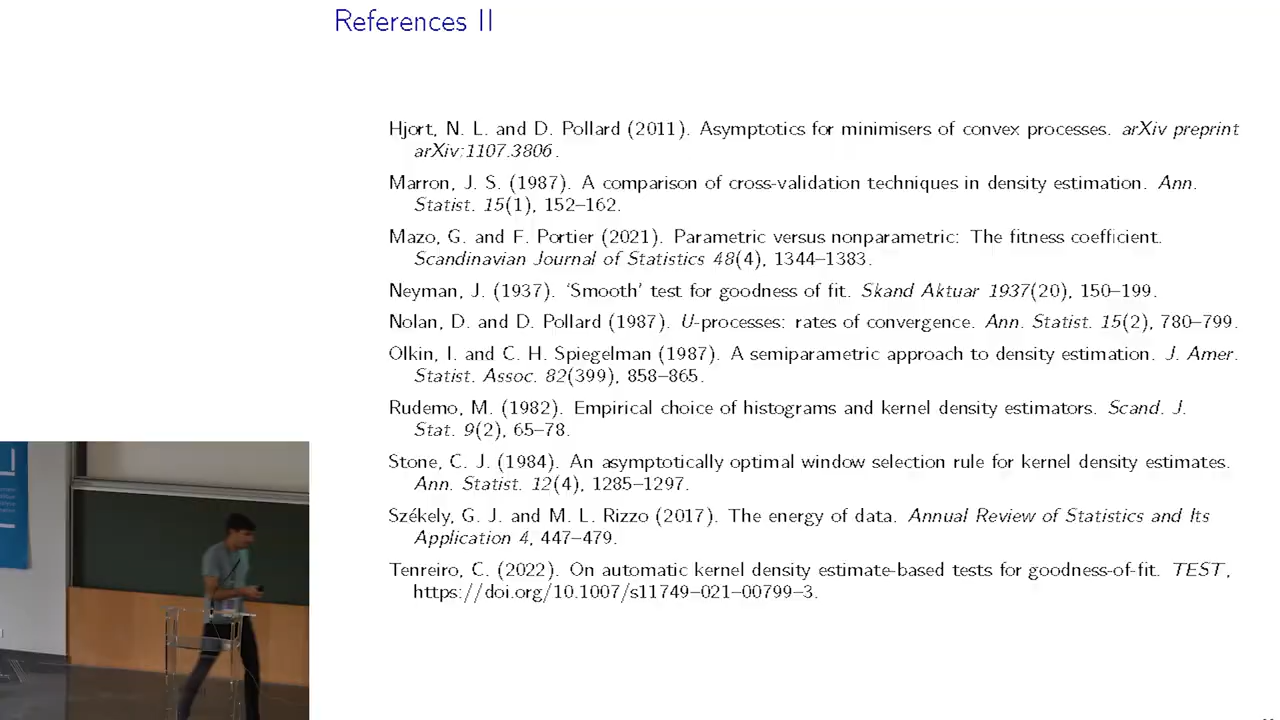 References II
Hjort, N. L. and D. Pollard (2011). Asymptotics for minimisers of convex processes. arXiv preprint
arXiv:1107.3806.
Marron, J. S. (1987). A comparison of cross-validation techniques in density estimation. Ann.
Statist. 15(1), 152–162.
Mazo, G. and F. Portier (2021). Parametric versus nonparametric: The fitness coefficient.
Scandinavian Journal of Statistics 48(4), 1344–1383.
Neyman, J. (1937). ‘Smooth’ test for goodness of fit. Skand Aktuar 1937(20), 150–199.
Nolan, D. and D. Pollard (1987). U-processes: rates of convergence. Ann. Statist. 15(2), 780–799.
Olkin, I. and C. H. Spiegelman (1987). A semiparametric approach to density estimation. J. Amer.
Statist. Assoc. 82(399), 858–865.
Rudemo, M. (1982). Empirical choice of histograms and kernel density estimators. Scand. J.
Stat. 9(2), 65–78.
Stone, C. J. (1984). An asymptotically optimal window selection rule for kernel density estimates.
Ann. Statist. 12(4), 1285–1297.
Székely, G. J. and M. L. Rizzo (2017). The energy of data. Annual Review of Statistics and Its
Application 4, 447–479.
Tenreiro, C. (2022). On automatic kernel density estimate-based tests for goodness-of-fit. TEST,
https://doi.org/10.1007/s11749–021–00799–3.